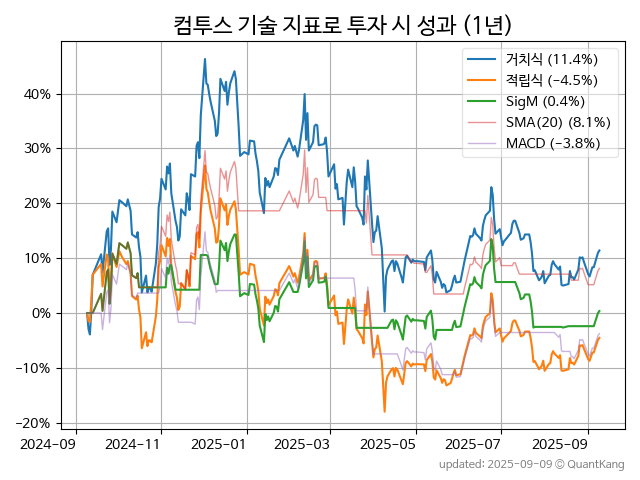 컴투스 기술 지표로 투자 시 성과 (1년)
거치식 (11.4%)
적립식 (−4.5%)
SigM (0.4%)
SMA(20) (8.1%)
MACD (−3.8%)
40%
30%
20%
10%
0%
−10%
−20%
2024-09 2024-11 2025-01 2025-03 2025-05 2025-07 2025-09
updated: 2025-09-09 © QuantKang